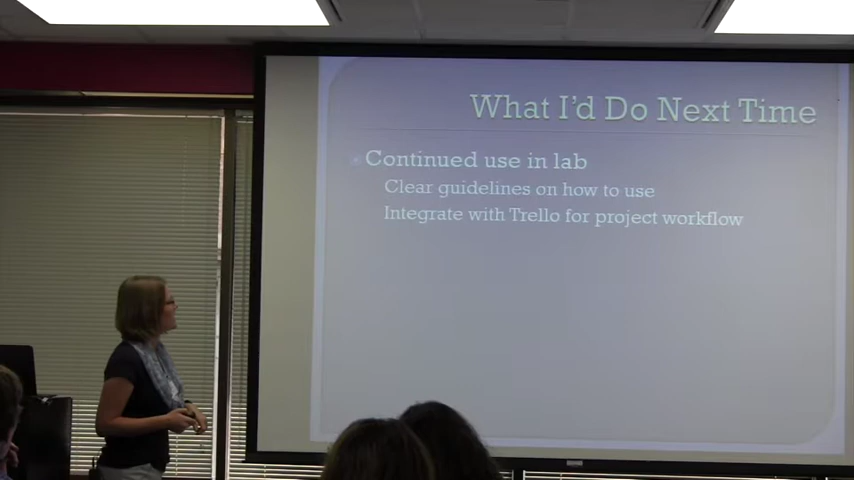 What I'd Do Next Time
Continued use in lab
Clear guidelines on how to use
Integrate with Trello for project workflow